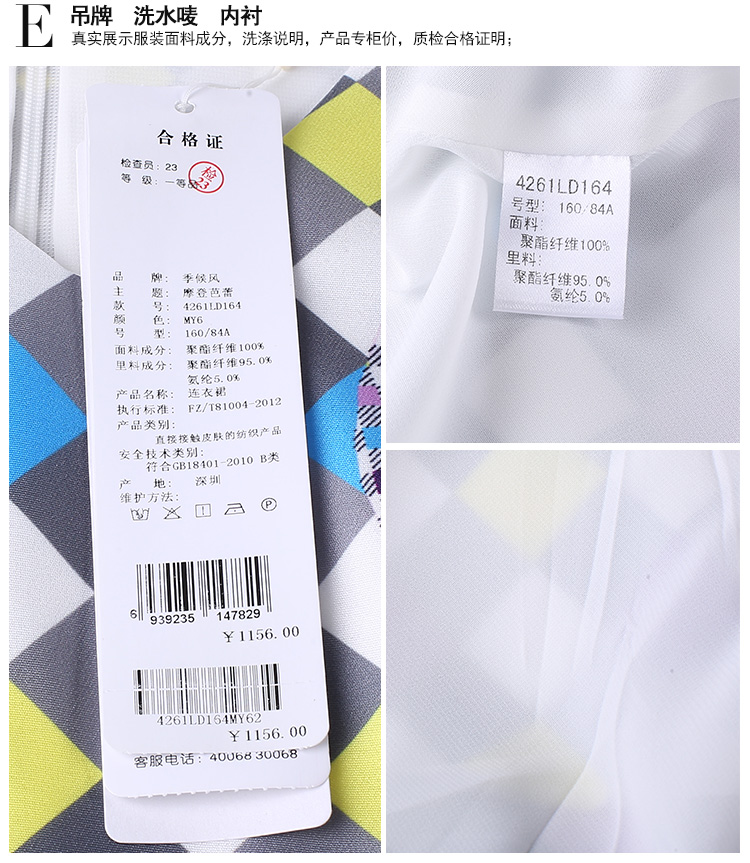 E
吊牌 洗水唛 内衬
真实展示服装面料成分，洗涤说明，产品专柜价，质检合格证明；
合格证
检查员：23
等 级：一等品
检
23
品 牌：季候风
主 题：摩登芭蕾
款 号：4261LD164
颜 色：MY6
号 型：160/84A
面料成分：聚酯纤维100%
里料成分：聚酯纤维95.0%
氨纶5.0%
产品名称：连衣裙
执行标准：FZ/T81004-2012
产品类别：
直接接触皮肤的纺织产品
安全技术类别：
符合GB18401-2010 B类
产 地：深圳
维护方法：
P
6 939235 147829
￥1156.00
4261LD164MY62
￥1156.00
客服电话：40068 30068
4261LD164
号型：160/84A
面料：
聚酯纤维100%
里料：
聚酯纤维95.0%
氨纶5.0%